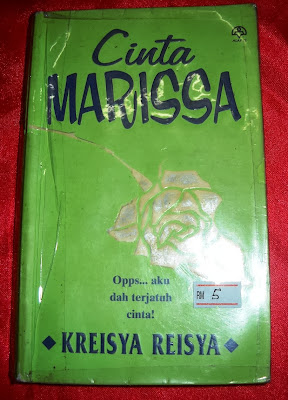 Cinta
MARISSA
Opps... aku
dah terjatuh
cinta!
RM 5
KREISYA REISYA